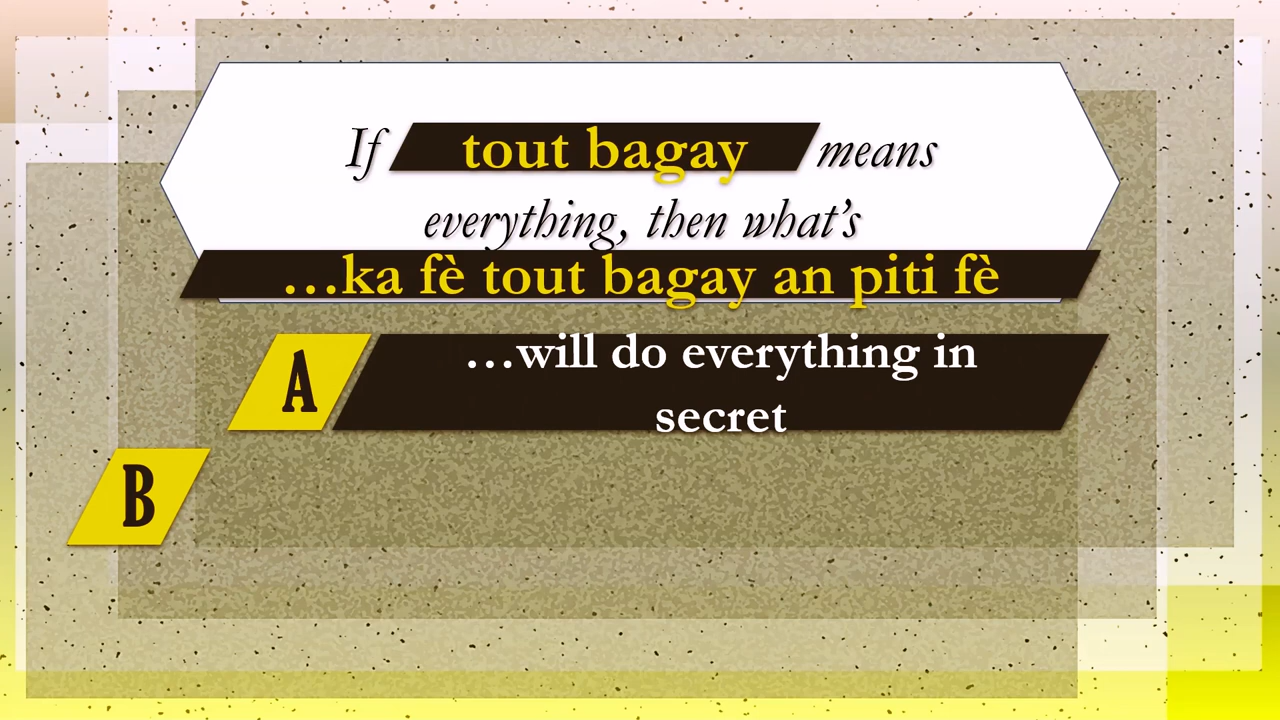 If tout bagay means
everything, then what’s
…ka fè tout bagay an piti fè
A …will do everything in
secret
B